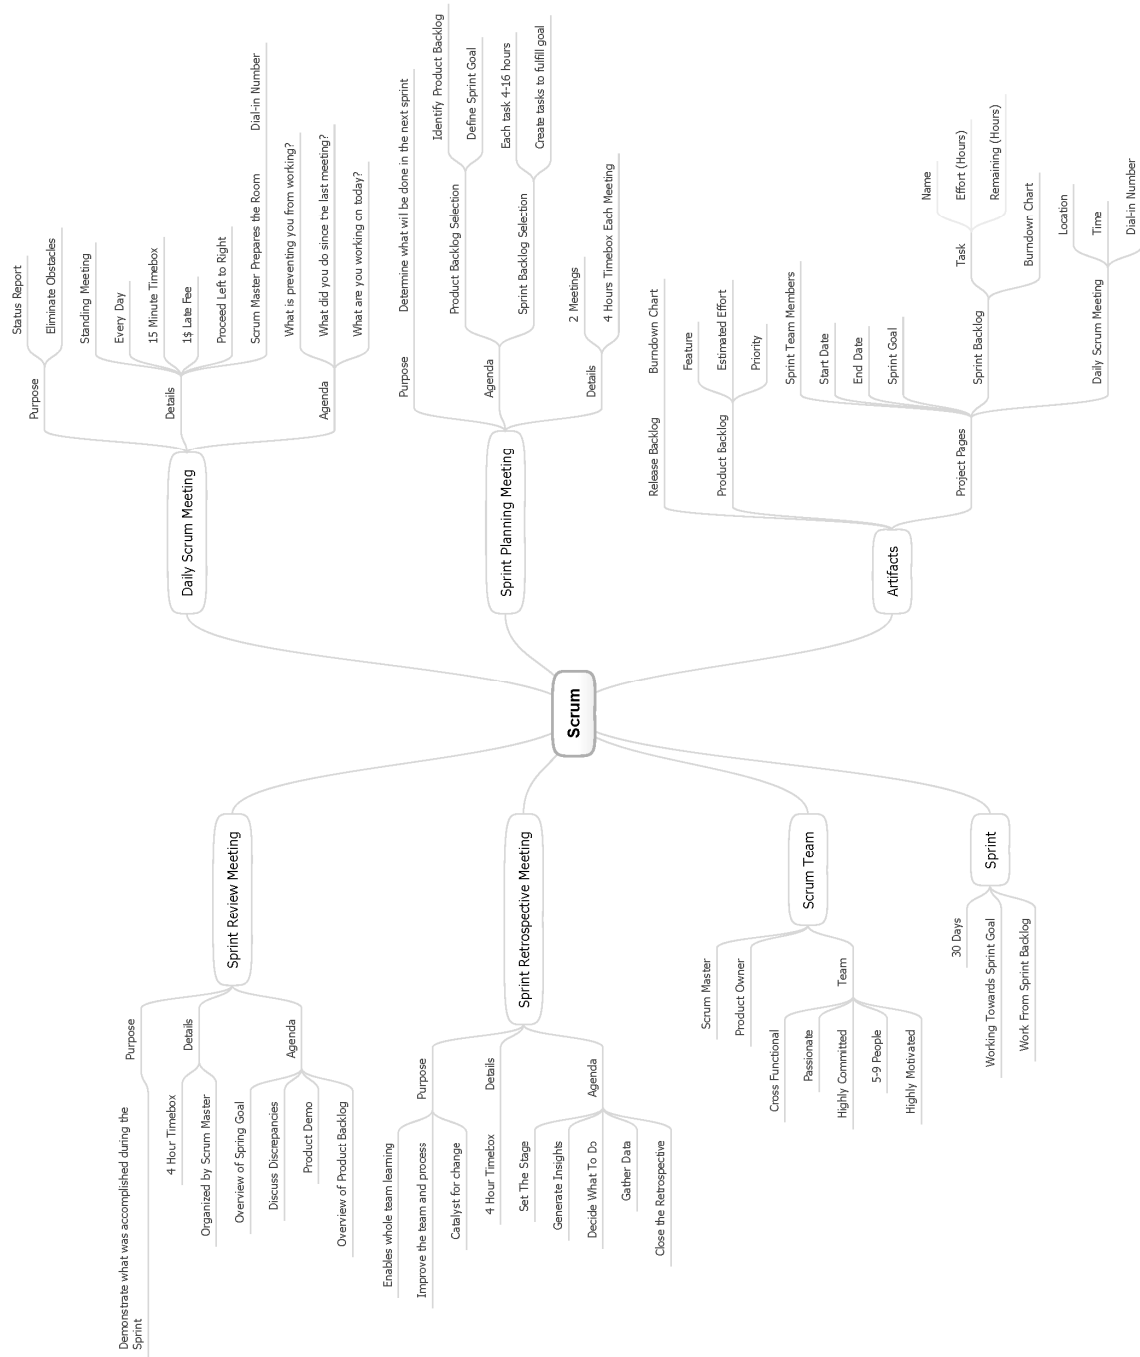 Scrum
Daily Scrum Meeting
Purpose
Status Report
Eliminate Obstacles
Details
Standing Meeting
Every Day
15 Minute Timebox
1$ Late Fee
Proceed Left to Right
Scrum Master Prepares the Room
Dial-in Number
Agenda
What is preventing you from working?
What did you do since the last meeting?
What are you working on today?
Sprint Planning Meeting
Purpose
Determine what wil be done in the next sprint
Agenda
Product Backlog Selection
Identify Product Backlog
Define Sprint Goal
Sprint Backlog Selection
Each task 4-16 hours
Create tasks to fulfill goal
Details
2 Meetings
4 Hours Timebox Each Meeting
Artifacts
Release Backlog
Burndown Chart
Product Backlog
Feature
Estimated Effort
Priority
Project Pages
Sprint Team Members
Start Date
End Date
Sprint Goal
Sprint Backlog
Task
Name
Effort (Hours)
Remaining (Hours)
Burndown Chart
Daily Scrum Meeting
Location
Time
Dial-in Number
Sprint Review Meeting
Purpose
Demonstrate what was accomplished during the
Sprint
Details
4 Hour Timebox
Organized by Scrum Master
Agenda
Overview of Spring Goal
Discuss Discrepancies
Product Demo
Overview of Product Backlog
Sprint Retrospective Meeting
Purpose
Enables whole team learning
Improve the team and process
Catalyst for change
Details
4 Hour Timebox
Agenda
Set The Stage
Generate Insights
Decide What To Do
Gather Data
Close the Retrospective
Scrum Team
Scrum Master
Product Owner
Team
Cross Functional
Passionate
Highly Committed
5-9 People
Highly Motivated
Sprint
30 Days
Working Towards Sprint Goal
Work From Sprint Backlog